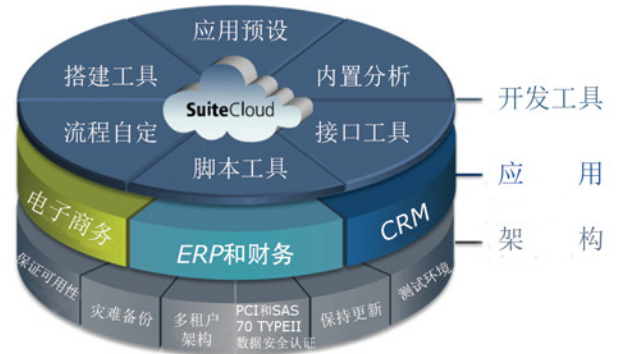 应用预设
搭建工具
内置分析
SuiteCloud
流程自定
接口工具
脚本工具
开发工具
电子商务
ERP和财务
CRM
应 用
保证可用性
灾难备份
多租户
架构
PCI和SAS
70 TYPEII
数据安全认证
保持更新
测试环境
架 构